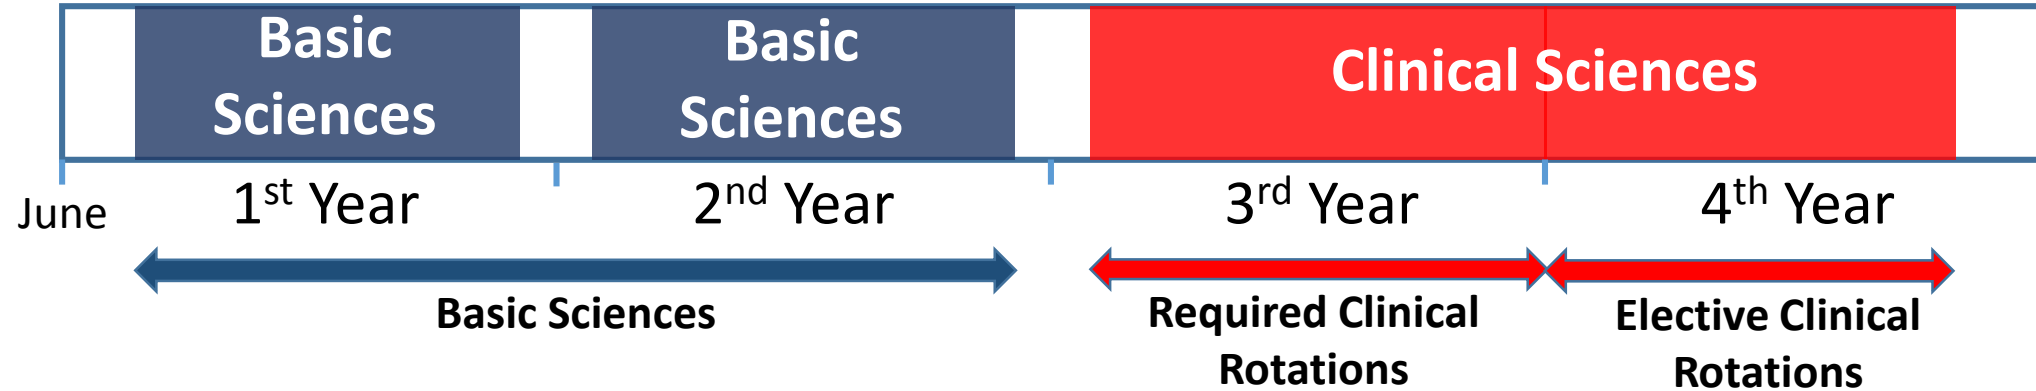 Basic
Sciences
Basic
Sciences
Clinical Sciences
June
1st Year
2nd Year
3rd Year
4th Year
Basic Sciences
Required Clinical
Rotations
Elective Clinical
Rotations